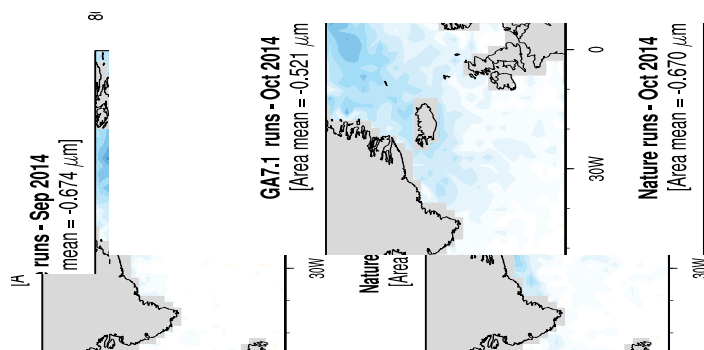 80
runs - Sep 2014
mean = -0.674 μm]
[A
30W
GA7.1 runs - Oct 2014
[Area mean = -0.521 μm
0
30W
Nature
[Area
Nature runs - Oct 2014
[Area mean = -0.670
30W